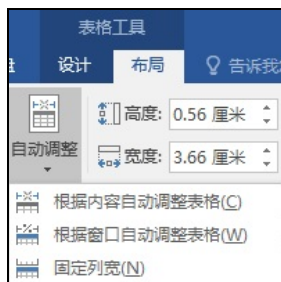 表格工具
设计 布局 告诉我
自动调整
高度: 0.56 厘米
宽度: 3.66 厘米
根据内容自动调整表格(C)
根据窗口自动调整表格(W)
固定列宽(N)